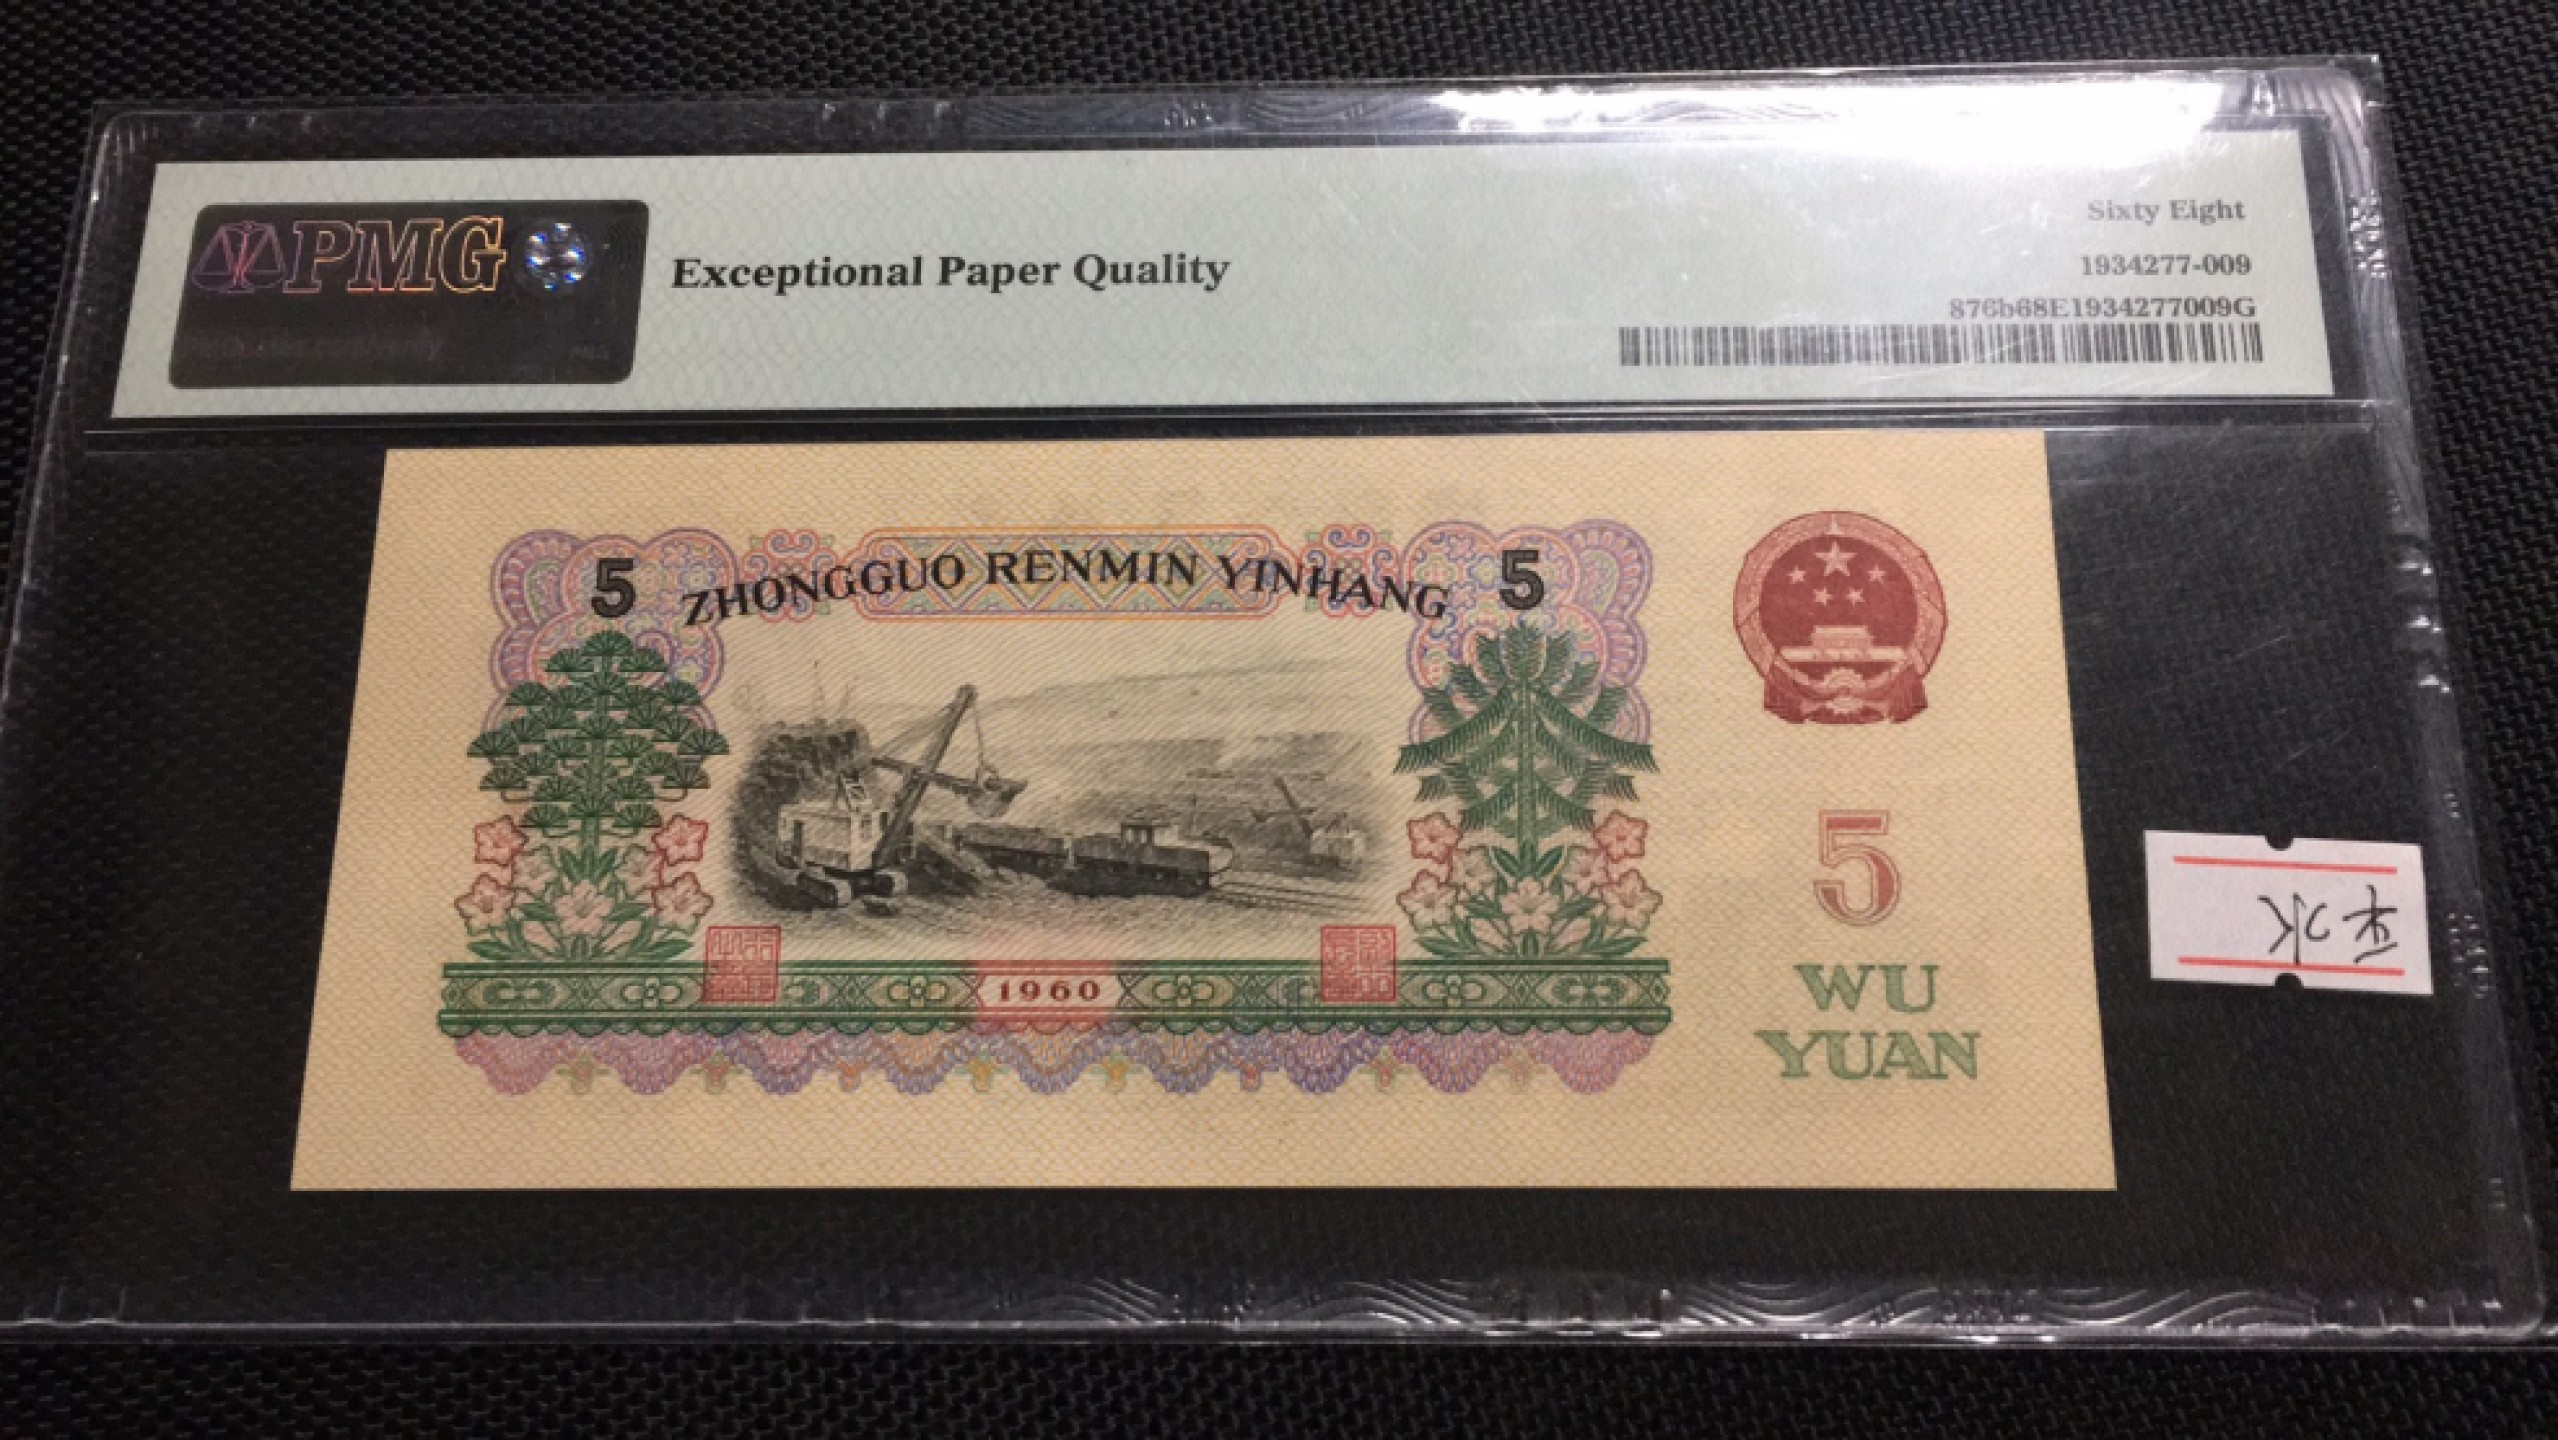 PMG
Exceptional Paper Quality
Sixty Eight
1934277-009
876b68E1934277009G
5 ZHONGGUO RENMIN YINHANG 5
5
WU
YUAN
1960